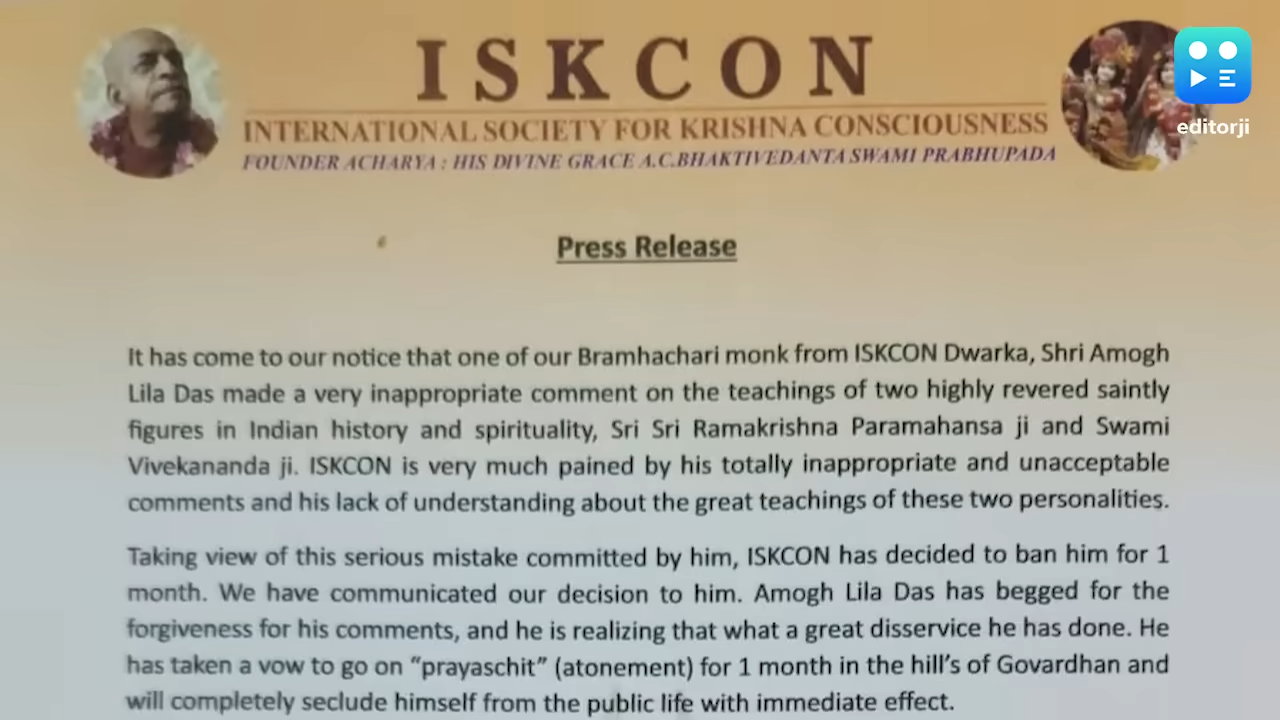 ISKCON
INTERNATIONAL SOCIETY FOR KRISHNA CONSCIOUSNESS
FOUNDER ACHARYA : HIS DIVINE GRACE A.C.BHAKTIVEDANTA SWAMI PRABHUPADA
editorji
Press Release
It has come to our notice that one of our Bramhachari monk from ISKCON Dwarka, Shri Amogh
Lila Das made a very inappropriate comment on the teachings of two highly revered saintly
figures in Indian history and spirituality, Sri Sri Ramakrishna Paramahansa ji and Swami
Vivekananda ji. ISKCON is very much pained by his totally inappropriate and unacceptable
comments and his lack of understanding about the great teachings of these two personalities.
Taking view of this serious mistake committed by him, ISKCON has decided to ban him for 1
month. We have communicated our decision to him. Amogh Lila Das has begged for the
forgiveness for his comments, and he is realizing that what a great disservice he has done. He
has taken a vow to go on “prayaschit” (atonement) for 1 month in the hill’s of Govardhan and
will completely seclude himself from the public life with immediate effect.